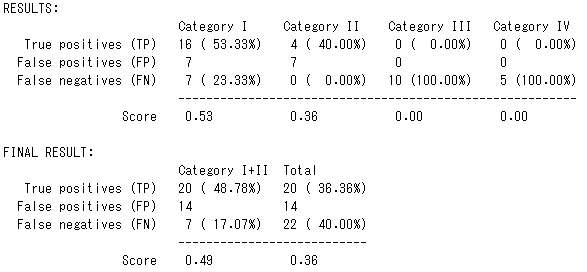 RESULTS:
Category I Category II Category III Category IV
True positives (TP) 16 ( 53.33%) 4 ( 40.00%) 0 ( 0.00%) 0 ( 0.00%)
False positives (FP) 7 7 0 0
False negatives (FN) 7 ( 23.33%) 0 ( 0.00%) 10 (100.00%) 5 (100.00%)
Score 0.53 0.36 0.00 0.00
FINAL RESULT:
Category I+II Total
True positives (TP) 20 ( 48.78%) 20 ( 36.36%)
False positives (FP) 14 14
False negatives (FN) 7 ( 17.07%) 22 ( 40.00%)
Score 0.49 0.36